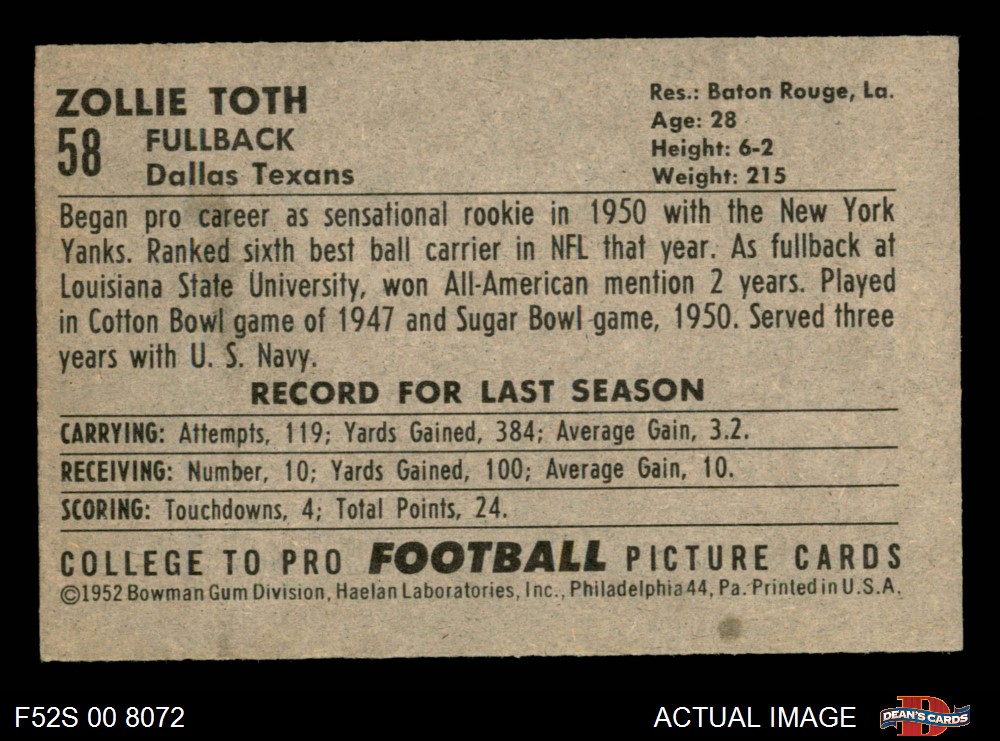 ZOLLIE TOTH
58
FULLBACK
Dallas Texans
Res.: Baton Rouge, La.
Age: 28
Height: 6-2
Weight: 215
Began pro career as sensational rookie in 1950 with the New York
Yanks. Ranked sixth best ball carrier in NFL that year. As fullback at
Louisiana State University, won All-American mention 2 years. Played
in Cotton Bowl game of 1947 and Sugar Bowl game, 1950. Served three
years with U. S. Navy.
RECORD FOR LAST SEASON
CARRYING: Attempts, 119; Yards Gained, 384; Average Gain, 3.2.
RECEIVING: Number, 10; Yards Gained, 100; Average Gain, 10.
SCORING: Touchdowns, 4; Total Points, 24.
COLLEGE TO PRO FOOTBALL PICTURE CARDS
©1952 Bowman Gum Division, Haelan Laboratories, Inc., Philadelphia 44, Pa. Printed in U.S.A.
F52S 00 8072
ACTUAL IMAGE
D
DEAN'S CARDS